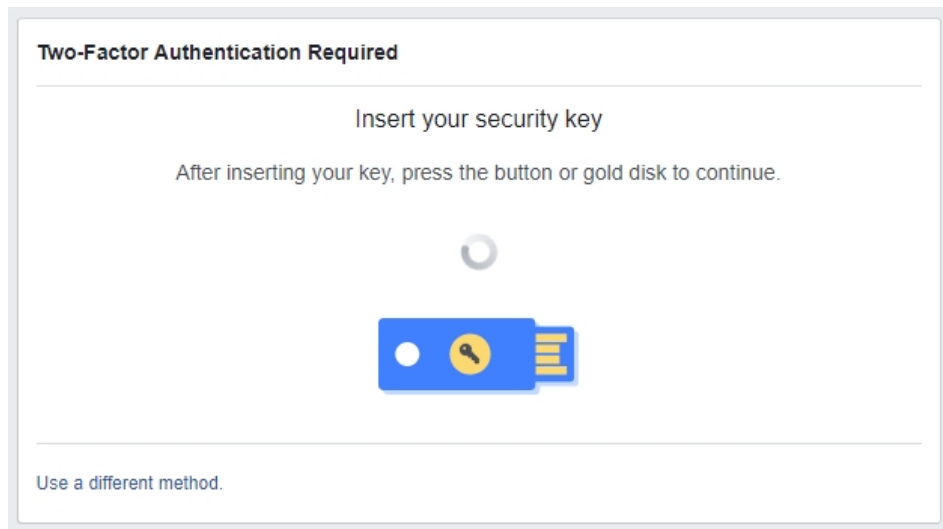 Two-Factor Authentication Required
Insert your security key
After inserting your key, press the button or gold disk to continue.
Use a different method.